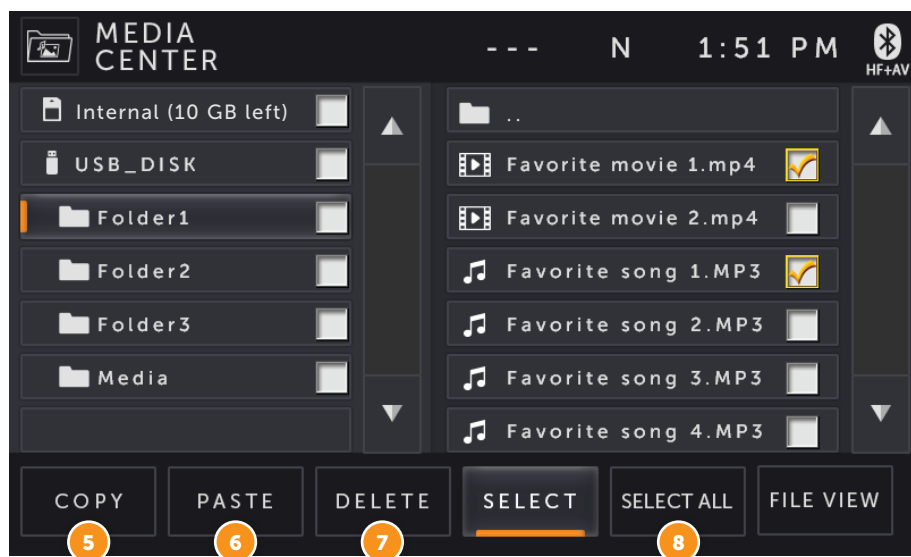 MEDIA
CENTER
--- N 1:51 PM
HF+AV
Internal (10 GB left)
USB_DISK
Folder1
Folder2
Folder3
Media
..
Favorite movie 1.mp4
Favorite movie 2.mp4
Favorite song 1.MP3
Favorite song 2.MP3
Favorite song 3.MP3
Favorite song 4.MP3
COPY PASTE DELETE SELECT SELECT ALL FILE VIEW
5 6 7 8